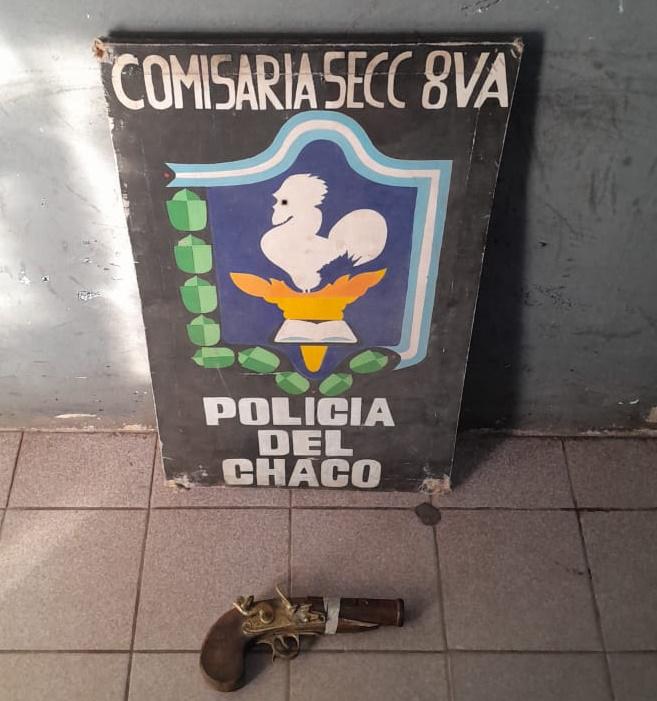 COMISARIA SECC 8VA
POLICIA
DEL
CHACO